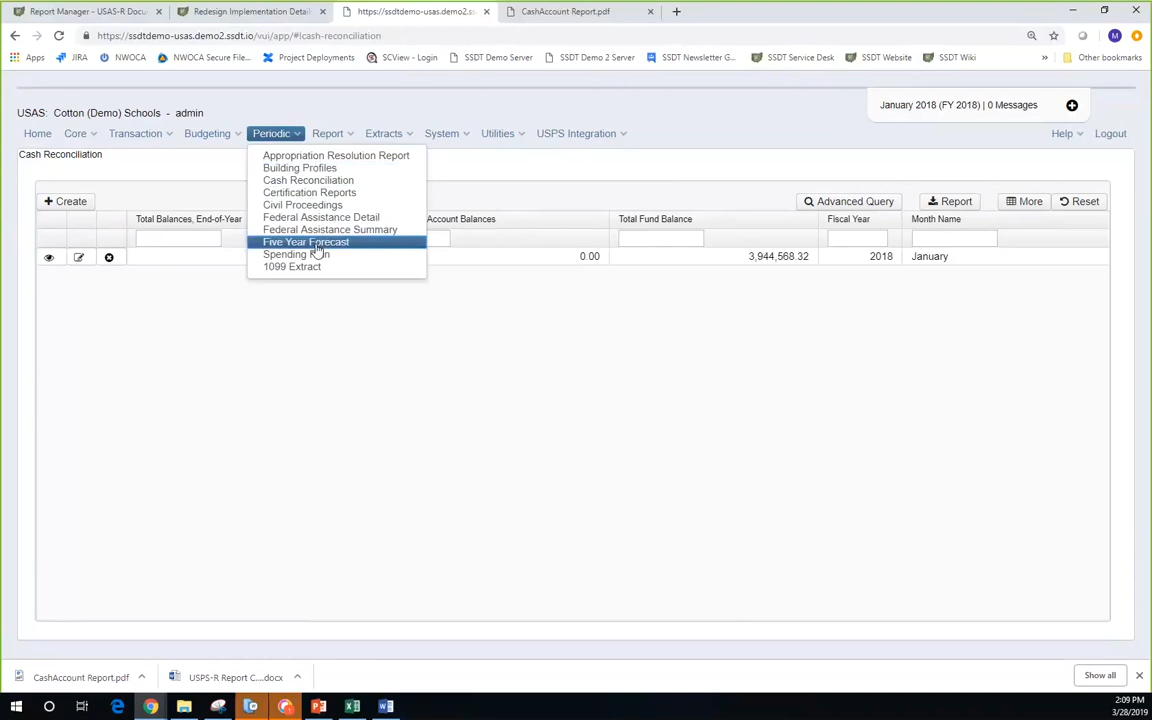 Report Manager - USAS-R Docu
Redesign Implementation Detail
https://ssdtdemo-usas.demo2.ss
CashAccount Report.pdf
https://ssdtdemo-usas.demo2.ssdt.io/vui/app/#!cash-reconciliation
Apps
JIRA
NWOCA
NWOCA Secure File...
Project Deployments
SCView - Login
SSDT Demo Server
SSDT Demo 2 Server
SSDT Newsletter G...
SSDT Service Desk
SSDT Website
SSDT Wiki
»
Other bookmarks
USAS: Cotton (Demo) Schools - admin
January 2018 (FY 2018) | 0 Messages
Home Core Transaction Budgeting Periodic Report Extracts System Utilities USPS Integration Help Logout
Cash Reconciliation
Appropriation Resolution Report
Building Profiles
Cash Reconciliation
Certification Reports
Civil Proceedings
Federal Assistance Detail
Federal Assistance Summary
Five Year Forecast
Spending
1099 Extract
Create
Advanced Query
Report
More
Reset
Total Balances, End-of-Year
Account Balances
Total Fund Balance
Fiscal Year
Month Name
0.00
3,944,568.32
2018
January
CashAccount Report.pdf
USPS-R Report C....docx
Show all
2:09 PM
3/28/2019